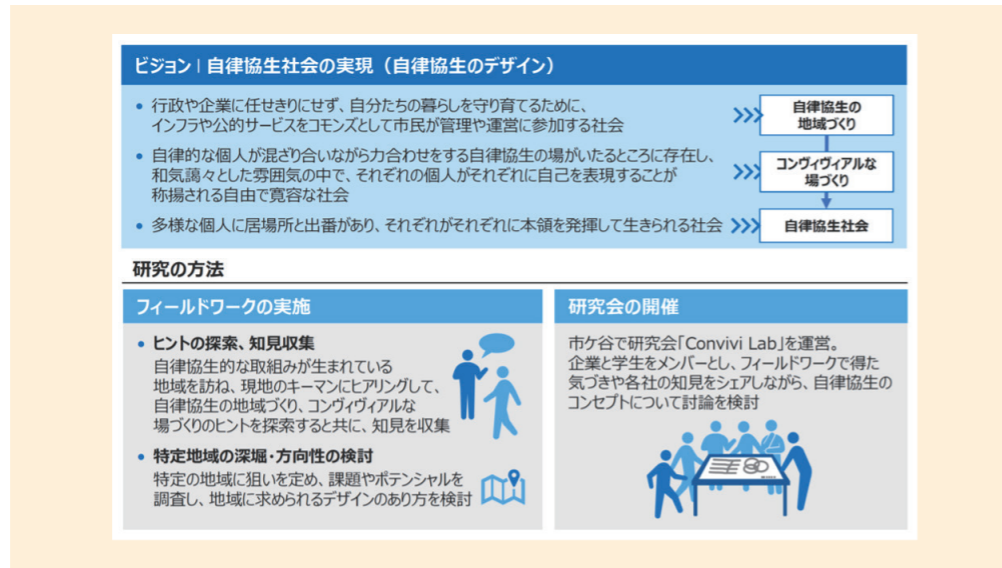 ビジョン | 自律協生社会の実現（自律協生のデザイン）
• 行政や企業に任せきりにせず、自分たちの暮らしを守り育てるために、
インフラや公的サービスをコモンズとして市民が管理や運営に参加する社会
• 自律的な個人が混ざり合いながら力合わせをする自律協生の場がいたるところに存在し、
和気藹々とした雰囲気の中で、それぞれの個人がそれぞれに自己を表現することが
称揚される自由で寛容な社会
• 多様な個人に居場所と出番があり、それぞれがそれぞれに本領を発揮して生きられる社会
自律協生の
地域づくり
コンヴィヴィアルな
場づくり
自律協生社会
研究の方法
フィールドワークの実施
• ヒントの探索、知見収集
自律協生的な取組みが生まれている
地域を訪ね、現地のキーマンにヒアリングして、
自律協生の地域づくり、コンヴィヴィアルな
場づくりのヒントを探索すると共に、知見を収集
• 特定地域の深堀・方向性の検討
特定の地域に狙いを定め、課題やポテンシャルを
調査し、地域に求められるデザインのあり方を検討
研究会の開催
市ケ谷で研究会「Convivi Lab」を運営。
企業と学生をメンバーとし、フィールドワークで得た
気づきや各社の知見をシェアしながら、自律協生の
コンセプトについて討論を検討